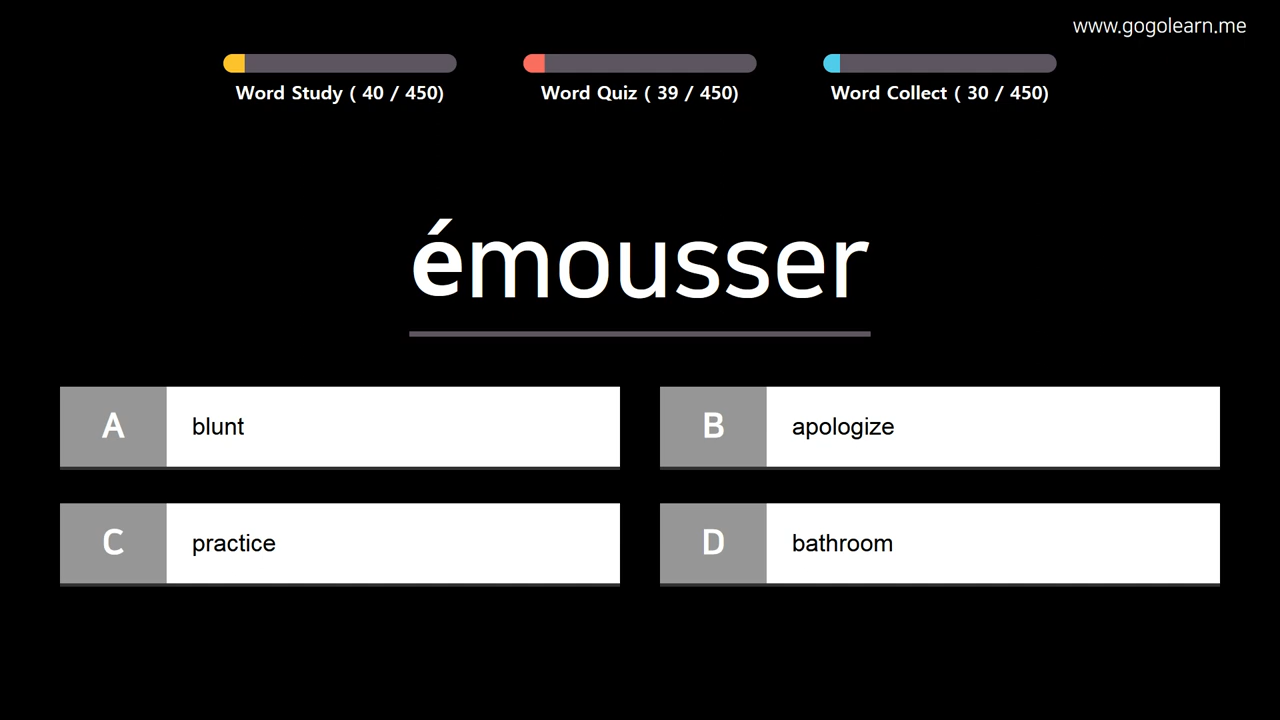 www.gogolearn.me
Word Study ( 40 / 450)
Word Quiz ( 39 / 450)
Word Collect ( 30 / 450)
émousser
A blunt
B apologize
C practice
D bathroom